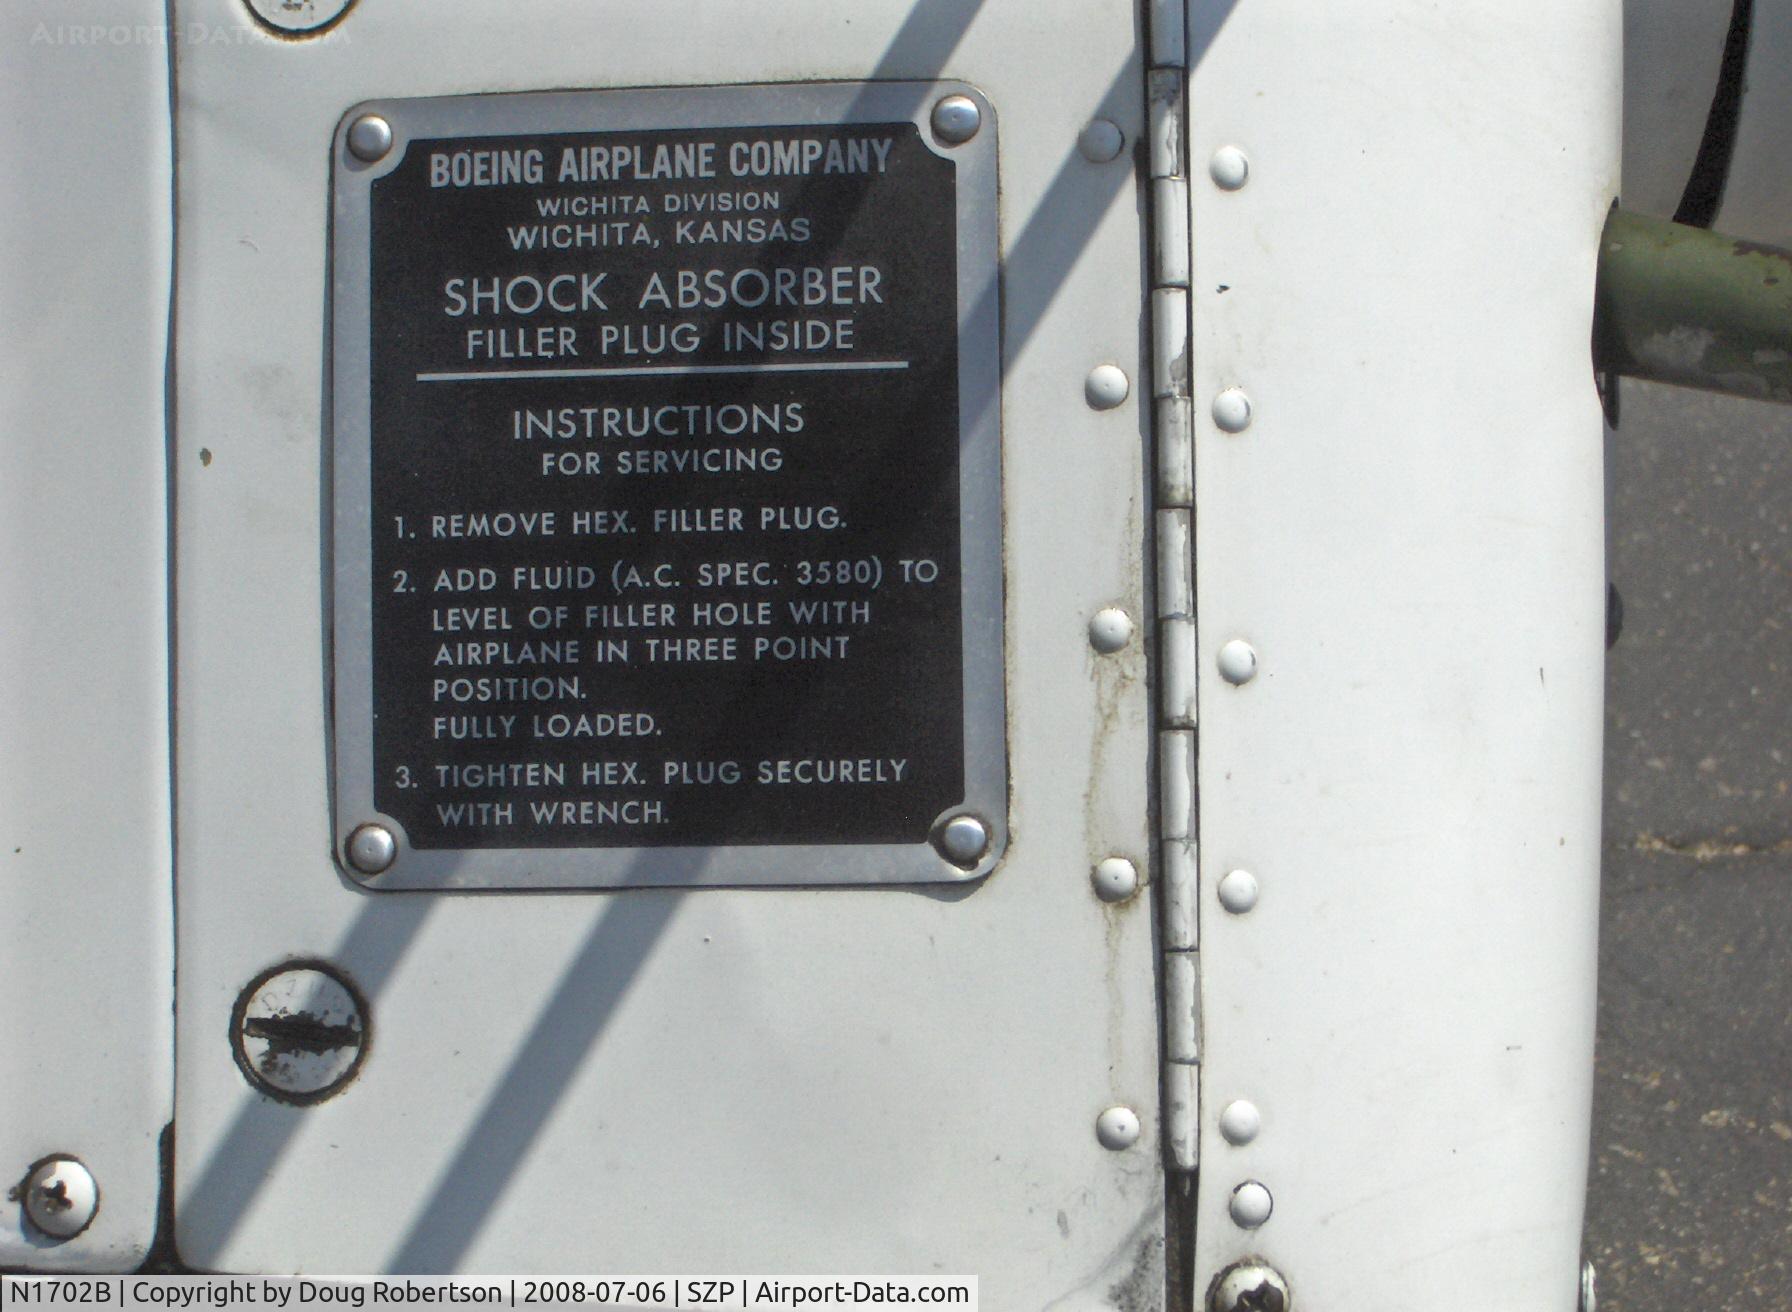 AIRPORT-DATA.COM
BOEING AIRPLANE COMPANY
WICHITA DIVISION
WICHITA, KANSAS
SHOCK ABSORBER
FILLER PLUG INSIDE
INSTRUCTIONS
FOR SERVICING
1. REMOVE HEX. FILLER PLUG.
2. ADD FLUID (A.C. SPEC. 3580) TO
LEVEL OF FILLER HOLE WITH
AIRPLANE IN THREE POINT
POSITION.
FULLY LOADED.
3. TIGHTEN HEX. PLUG SECURELY
WITH WRENCH.
N1702B | Copyright by Doug Robertson | 2008-07-06 | SZP | Airport-Data.com